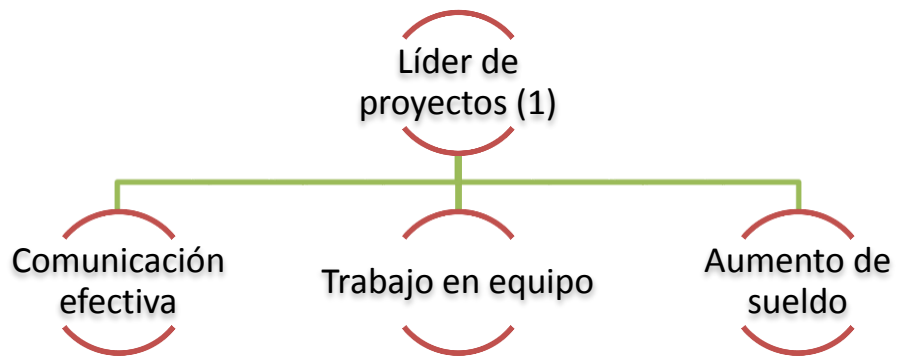 Líder de
proyectos (1)
Comunicación
efectiva
Trabajo en equipo
Aumento de
sueldo